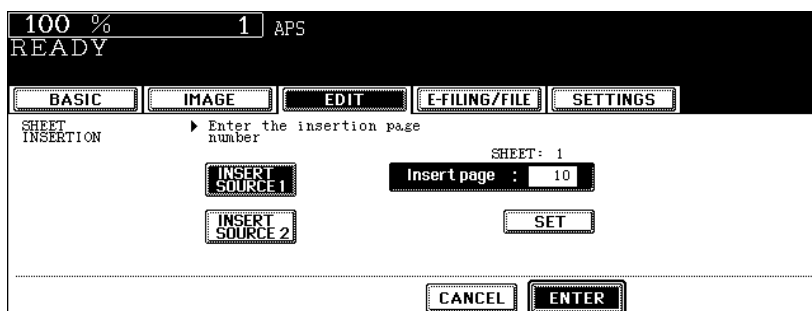 100 % 1 APS
READY
BASIC IMAGE EDIT E-FILING/FILE SETTINGS
SHEET INSERTION
▶ Enter the insertion page number
SHEET: 1
INSERT SOURCE 1
Insert page : 10
INSERT SOURCE 2
SET
CANCEL ENTER